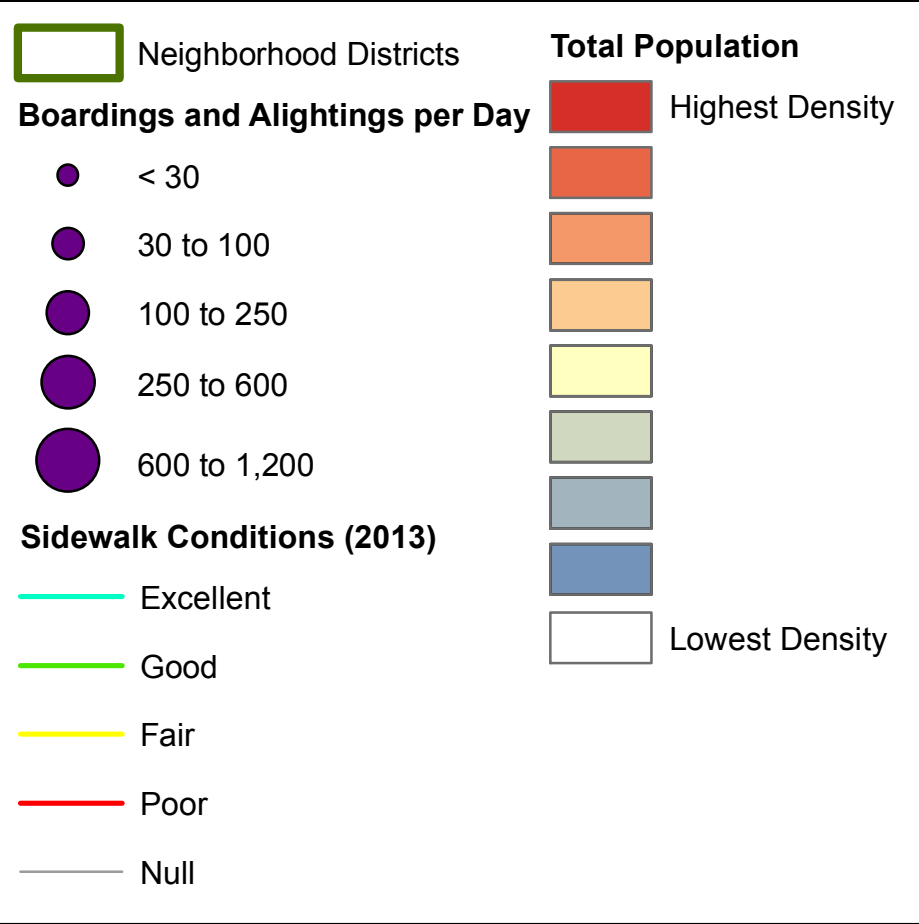 Neighborhood Districts
Boardings and Alightings per Day
< 30
30 to 100
100 to 250
250 to 600
600 to 1,200
Sidewalk Conditions (2013)
Excellent
Good
Fair
Poor
Null
Total Population
Highest Density
Lowest Density